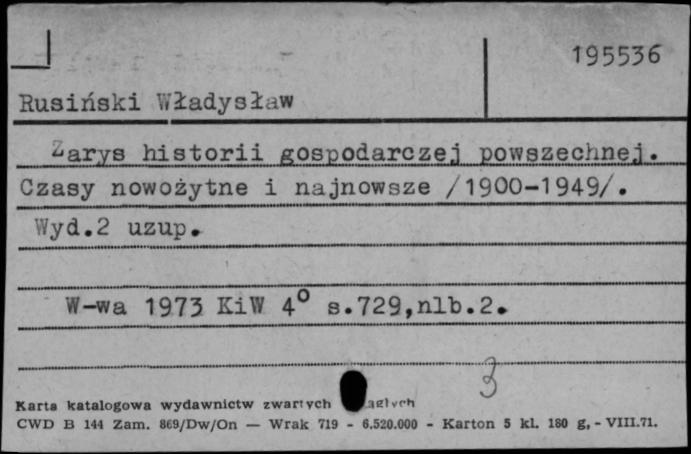 195536
Rusiński Władysław
Zarys historii gospodarczej powszechnej.
Czasy nowożytne i najnowsze /1900-1949/.
Wyd.2 uzup.
W-wa 1973 KiW 4° s.729,nlb.2.
3
Karta katalogowa wydawnictw zwartych
CWD B 144 Zam. 869/Dw/On — Wrak 719 - 6.520.000 - Karton 5 kl. 180 g, - VIII.71.